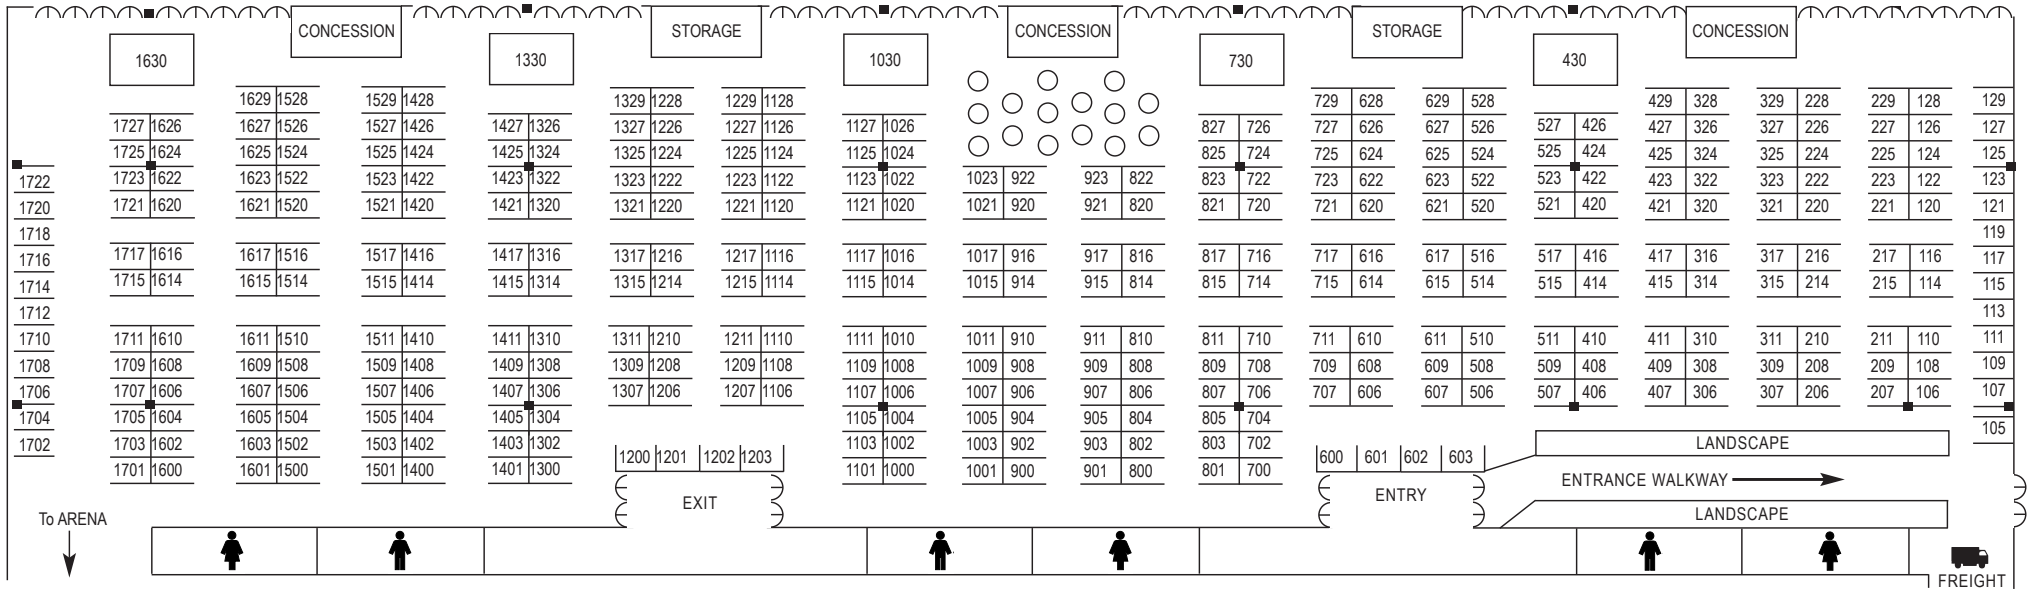 CONCESSION STORAGE CONCESSION STORAGE CONCESSION
1630 1330 1030 730 430
1629 1528 1529 1428 1329 1228 1229 1128 729 628 629 528 429 328 329 228 229 128 129
1727 1626 1627 1526 1527 1426 1427 1326 1327 1226 1227 1126 1127 1026 827 726 727 626 627 526 527 426 427 326 327 226 227 126 127
1725 1624 1625 1524 1525 1424 1425 1324 1325 1224 1225 1124 1125 1024 825 724 725 624 625 524 525 424 425 324 325 224 225 124 125
1722 1723 1622 1623 1522 1523 1422 1423 1322 1323 1222 1223 1122 1123 1022 1023 922 923 822 823 722 723 622 623 522 523 422 423 322 323 222 223 122 123
1720 1721 1620 1621 1520 1521 1420 1421 1320 1321 1220 1221 1120 1121 1020 1021 920 921 820 821 720 721 620 621 520 521 420 421 320 321 220 221 120 121
1718 119
1716 1717 1616 1617 1516 1517 1416 1417 1316 1317 1216 1217 1116 1117 1016 1017 916 917 816 817 716 717 616 617 516 517 416 417 316 317 216 217 116 117
1714 1715 1614 1615 1514 1515 1414 1415 1314 1315 1214 1215 1114 1115 1014 1015 914 915 814 815 714 715 614 615 514 515 414 415 314 315 214 215 114 115
1712 113
1710 1711 1610 1611 1510 1511 1410 1411 1310 1311 1210 1211 1110 1111 1010 1011 910 911 810 811 710 711 610 611 510 511 410 411 310 311 210 211 110 111
1708 1709 1608 1609 1508 1509 1408 1409 1308 1309 1208 1209 1108 1109 1008 1009 908 909 808 809 708 709 608 609 508 509 408 409 308 309 208 209 108 109
1706 1707 1606 1607 1506 1507 1406 1407 1306 1307 1206 1207 1106 1107 1006 1007 906 907 806 807 706 707 606 607 506 507 406 407 306 307 206 207 106 107
1704 1705 1604 1605 1504 1505 1404 1405 1304 1105 1004 1005 904 905 804 805 704 105
1702 1703 1602 1603 1502 1503 1402 1403 1302 1103 1002 1003 902 903 802 803 702 LANDSCAPE
1701 1600 1601 1500 1501 1400 1401 1300 1200 1201 1202 1203 1101 1000 1001 900 901 800 801 700 600 601 602 603
ENTRANCE WALKWAY
EXIT ENTRY
To ARENA LANDSCAPE
FREIGHT